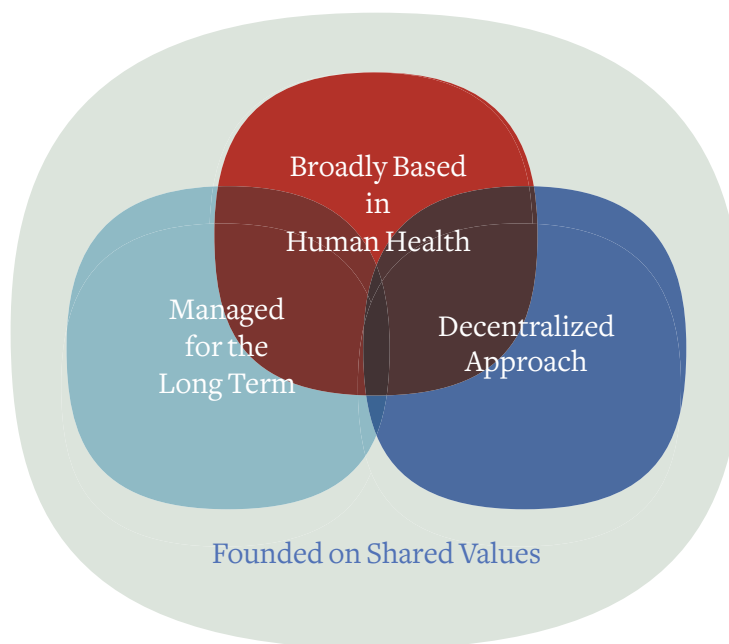 Broadly Based
in
Human Health
Managed
for the
Long Term
Decentralized
Approach
Founded on Shared Values